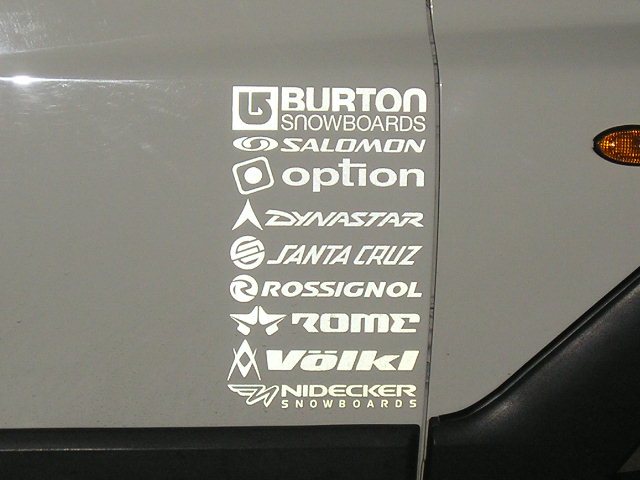 BURTON
SNOWBOARDS
SALOMON
option
DYNASTAR
SANTA CRUZ
ROSSIGNOL
ROME
Völkl
NIDECKER
SNOWBOARDS